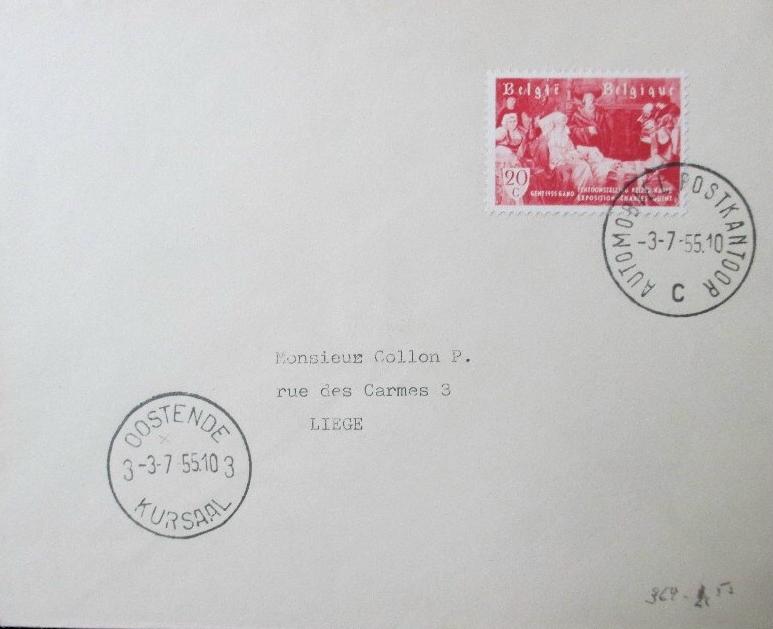 België Belgique
20
C
GENT 1955 GAND
TENTOONSTELLING KEIZER KAREL
EXPOSITION CHARLES QUINT
AUTOMOBIEL POSTKANTOOR
-3-7-55.10
C
Monsieur Collon P.
rue des Carmes 3
LIEGE
OOSTENDE
3 -3-7-55.10 3
KURSAAL